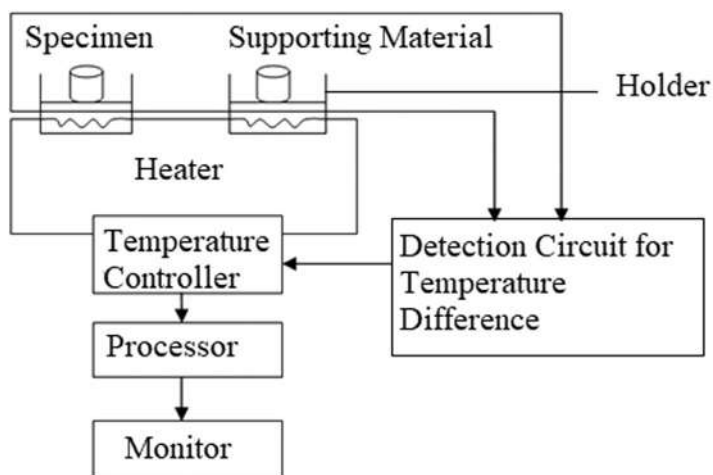 Specimen
Supporting Material
Holder
Heater
Temperature
Controller
Detection Circuit for
Temperature
Difference
Processor
Monitor